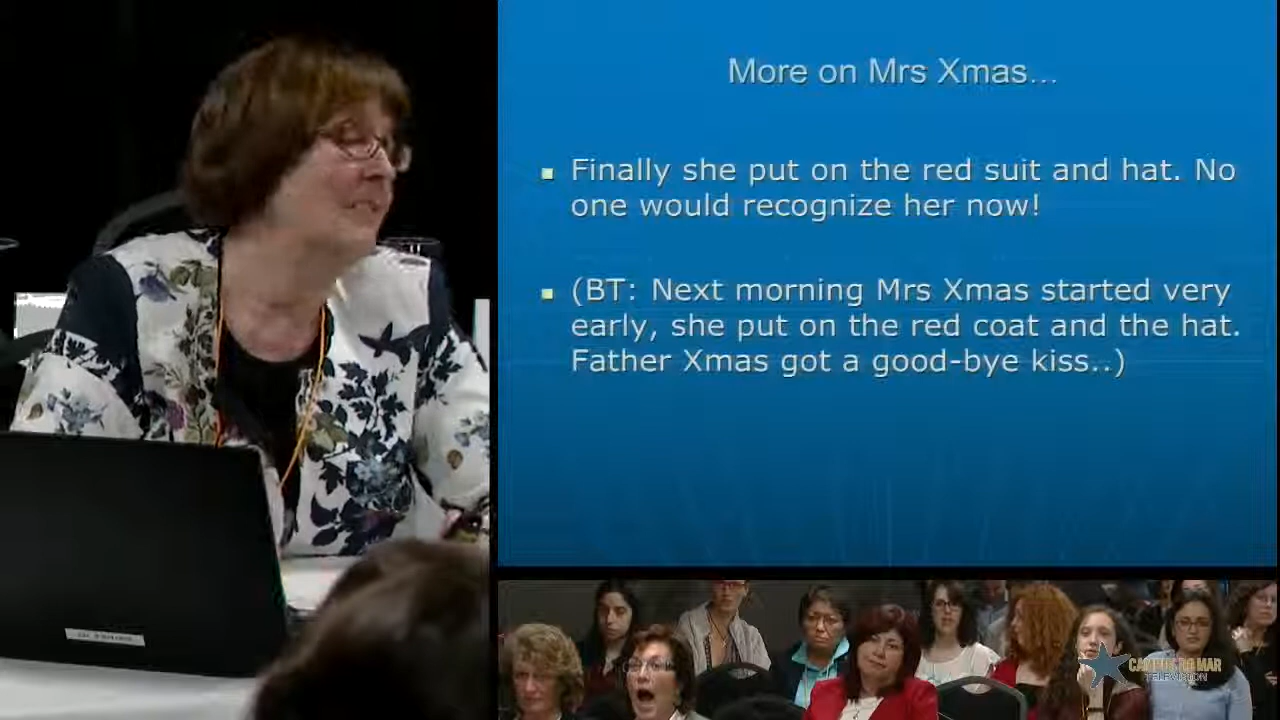 More on Mrs Xmas...
Finally she put on the red suit and hat. No
one would recognize her now!
(BT: Next morning Mrs Xmas started very
early, she put on the red coat and the hat.
Father Xmas got a good-bye kiss..)
TELEVISION